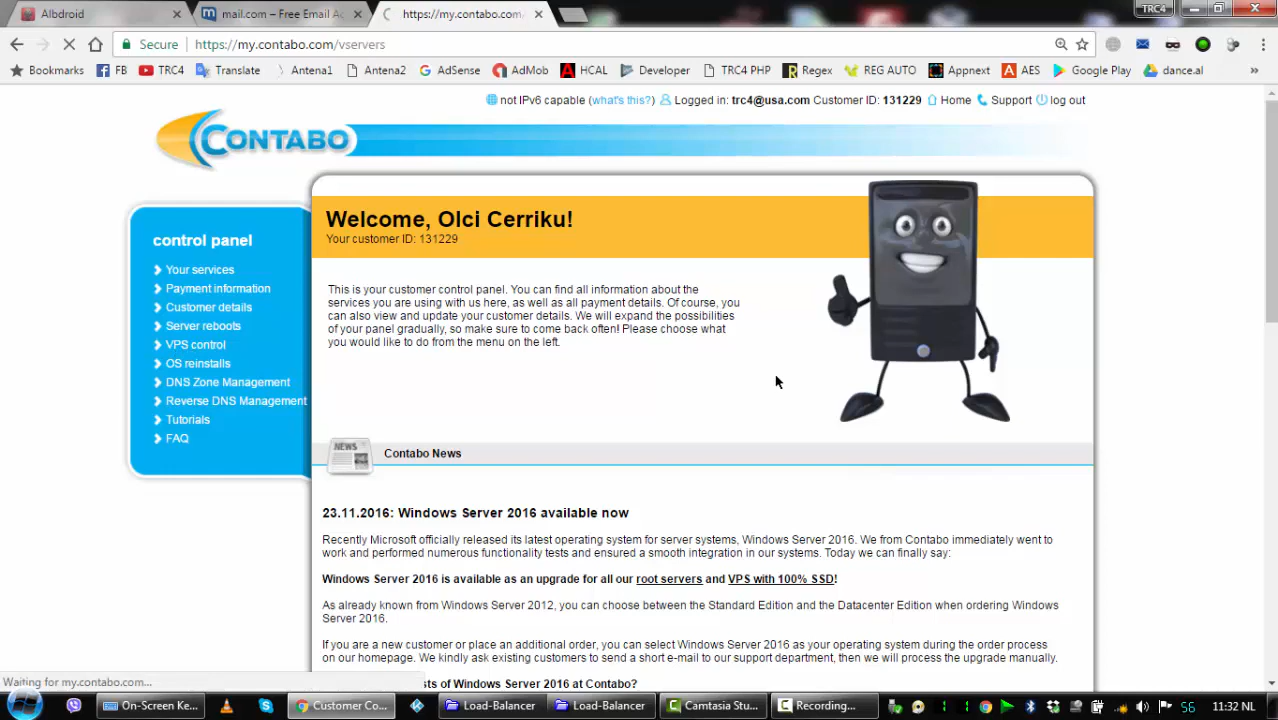 Albdroid
mail.com – Free Email Ac
https://my.contabo.com
TRC4
Secure
https://my.contabo.com/vservers
Bookmarks
FB
TRC4
Translate
Antena1
Antena2
AdSense
AdMob
HCAL
Developer
TRC4 PHP
Regex
REG AUTO
Appnext
AES
Google Play
dance.al
»
not IPv6 capable (what's this?) Logged in: trc4@usa.com Customer ID: 131229 Home Support log out
CONTABO
control panel
Your services
Payment information
Customer details
Server reboots
VPS control
OS reinstalls
DNS Zone Management
Reverse DNS Management
Tutorials
FAQ
Welcome, Olci Cerriku!
Your customer ID: 131229
This is your customer control panel. You can find all information about the
services you are using with us here, as well as all payment details. Of course, you
can also view and update your customer details. We will expand the possibilities
of your panel gradually, so make sure to come back often! Please choose what
you would like to do from the menu on the left.
NEWS
Contabo News
23.11.2016: Windows Server 2016 available now
Recently Microsoft officially released its latest operating system for server systems, Windows Server 2016. We from Contabo immediately went to
work and performed numerous functionality tests and ensured a smooth integration in our systems. Today we can finally say:
Windows Server 2016 is available as an upgrade for all our root servers and VPS with 100% SSD!
As already known from Windows Server 2012, you can choose between the Standard Edition and the Datacenter Edition when ordering Windows
Server 2016.
If you are a new customer or place an additional order, you can select Windows Server 2016 as your operating system during the order process
on our homepage. We kindly ask existing customers to send a short e-mail to our support department, then we will process the upgrade manually.
sts of Windows Server 2016 at Contabo?
Waiting for my.contabo.com...
On-Screen Ke...
Customer Co...
Load-Balancer
Load-Balancer
Camtasia Stu...
Recording...
56
11:32 NL